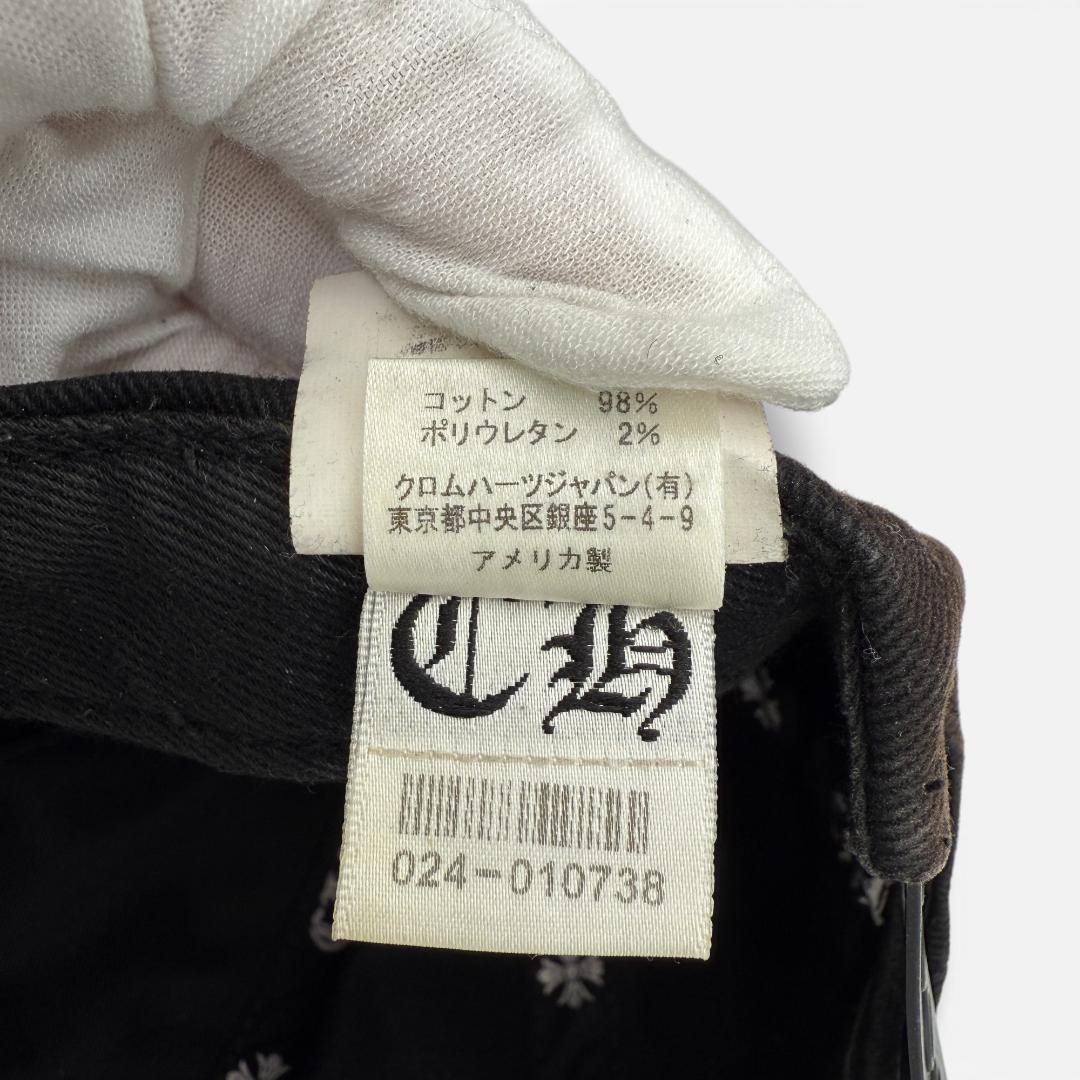 コットン 98%
ポリウレタン 2%
クロムハーツジャパン(有)
東京都中央区銀座5-4-9
アメリカ製
CH
024-010738